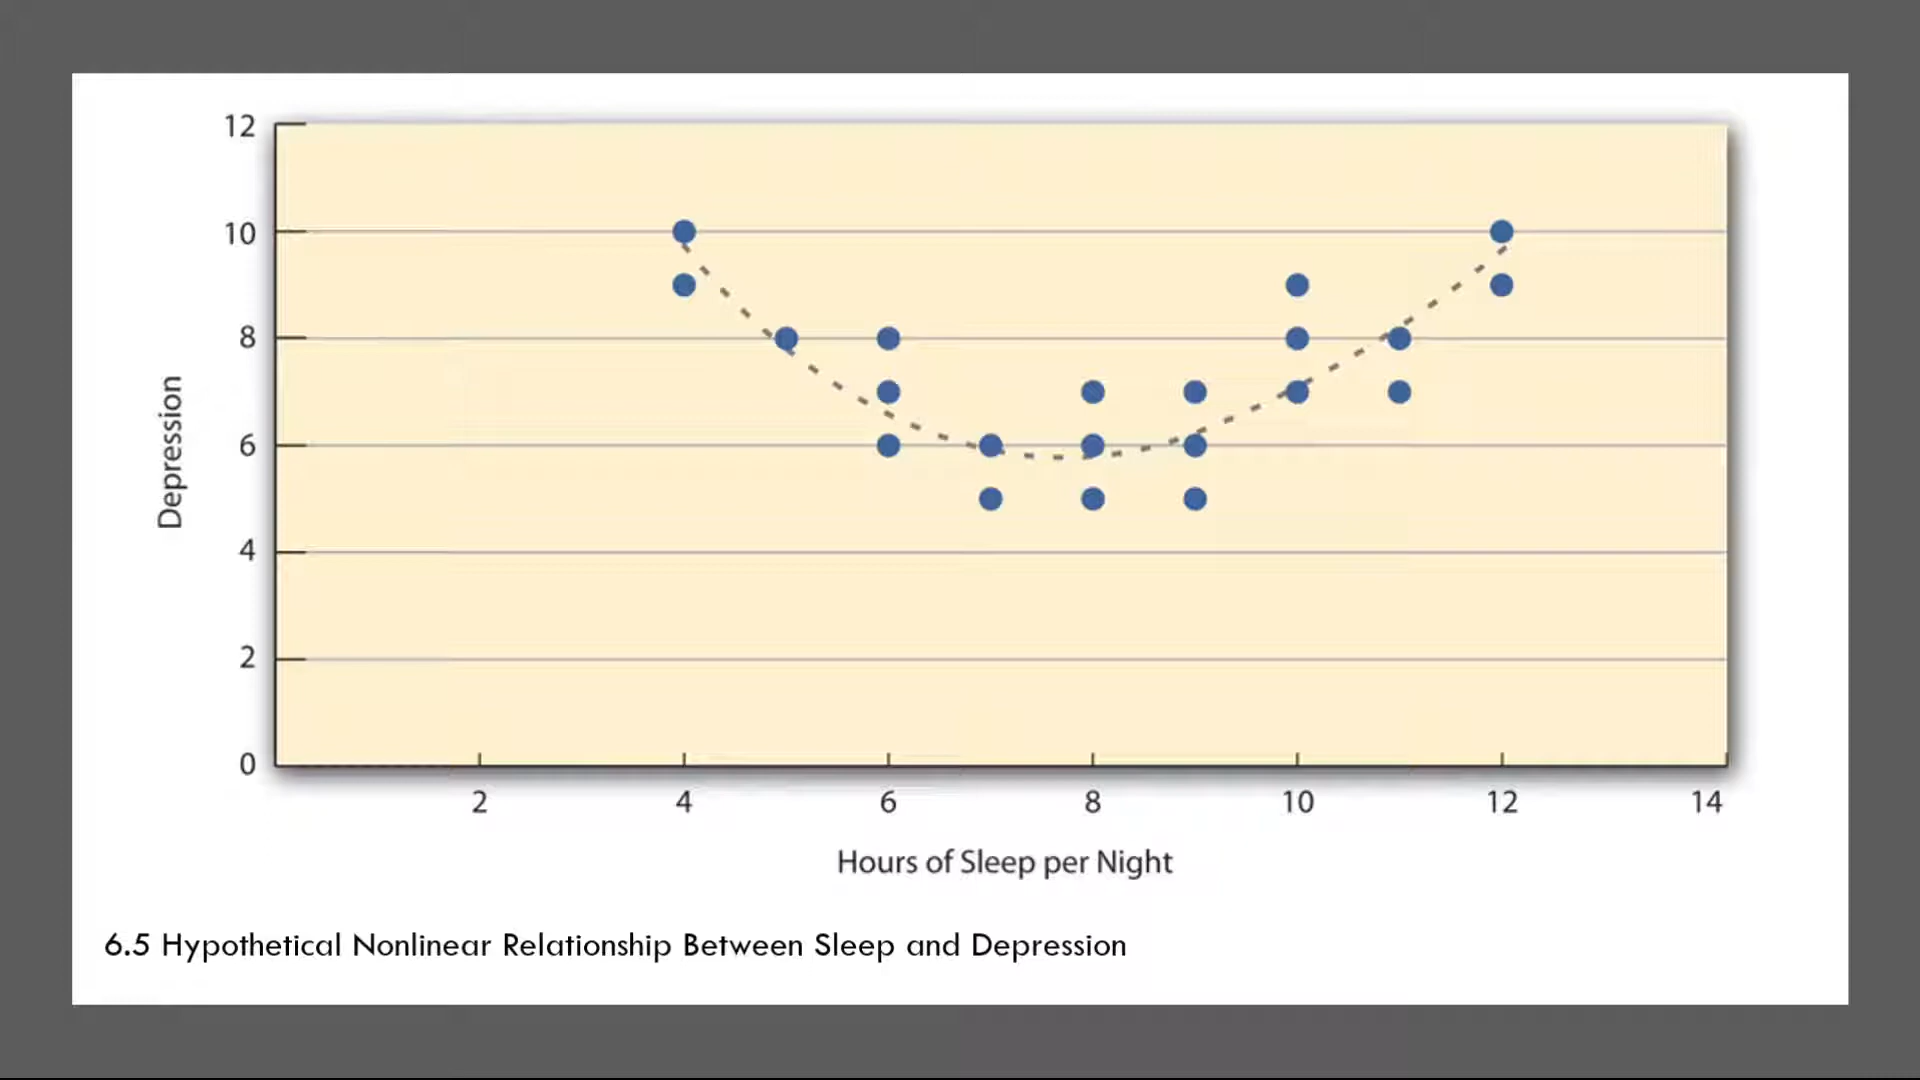 12
10
8
6
4
2
0
Depression
2 4 6 8 10 12 14
Hours of Sleep per Night
6.5 Hypothetical Nonlinear Relationship Between Sleep and Depression